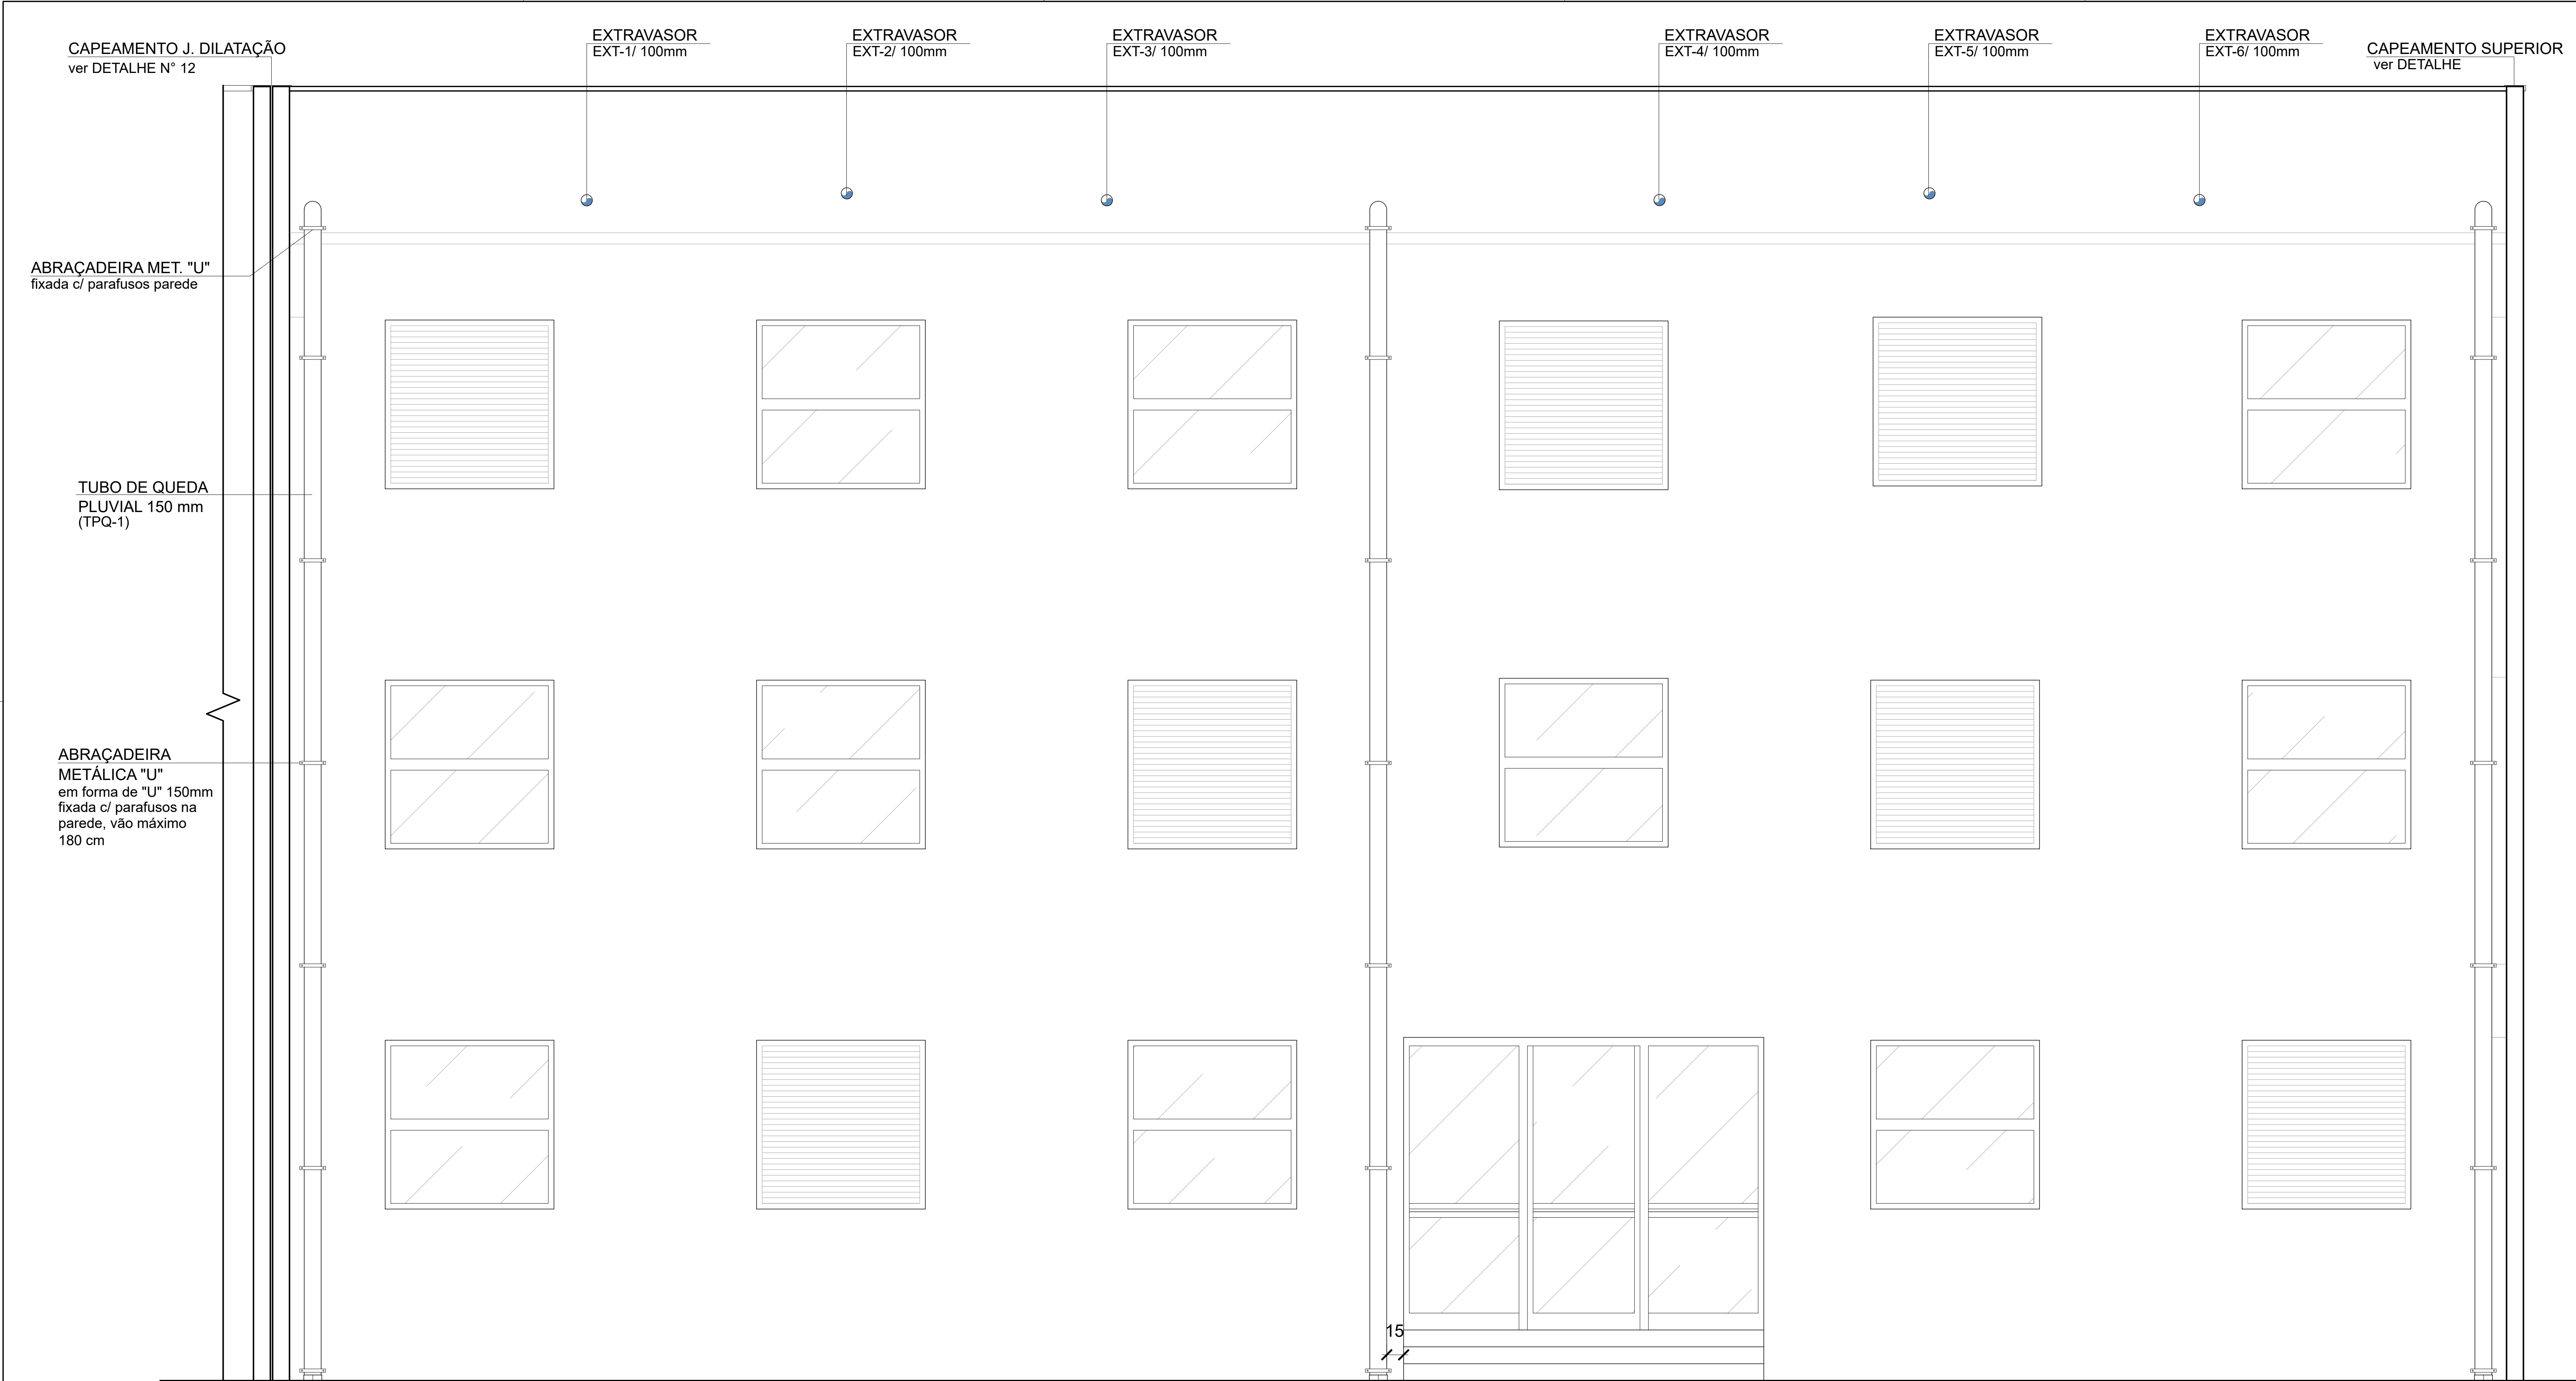 CAPEAMENTO J. DILATAÇÃO
ver DETALHE N° 12
EXTRAVASOR
EXT-1/ 100mm
EXTRAVASOR
EXT-2/ 100mm
EXTRAVASOR
EXT-3/ 100mm
EXTRAVASOR
EXT-4/ 100mm
EXTRAVASOR
EXT-5/ 100mm
EXTRAVASOR
EXT-6/ 100mm
CAPEAMENTO SUPERIOR
ver DETALHE
ABRAÇADEIRA MET. "U"
fixada c/ parafusos parede
TUBO DE QUEDA
PLUVIAL 150 mm
(TPQ-1)
ABRAÇADEIRA
METÁLICA "U"
em forma de "U" 150mm
fixada c/ parafusos na
parede, vão máximo
180 cm
15